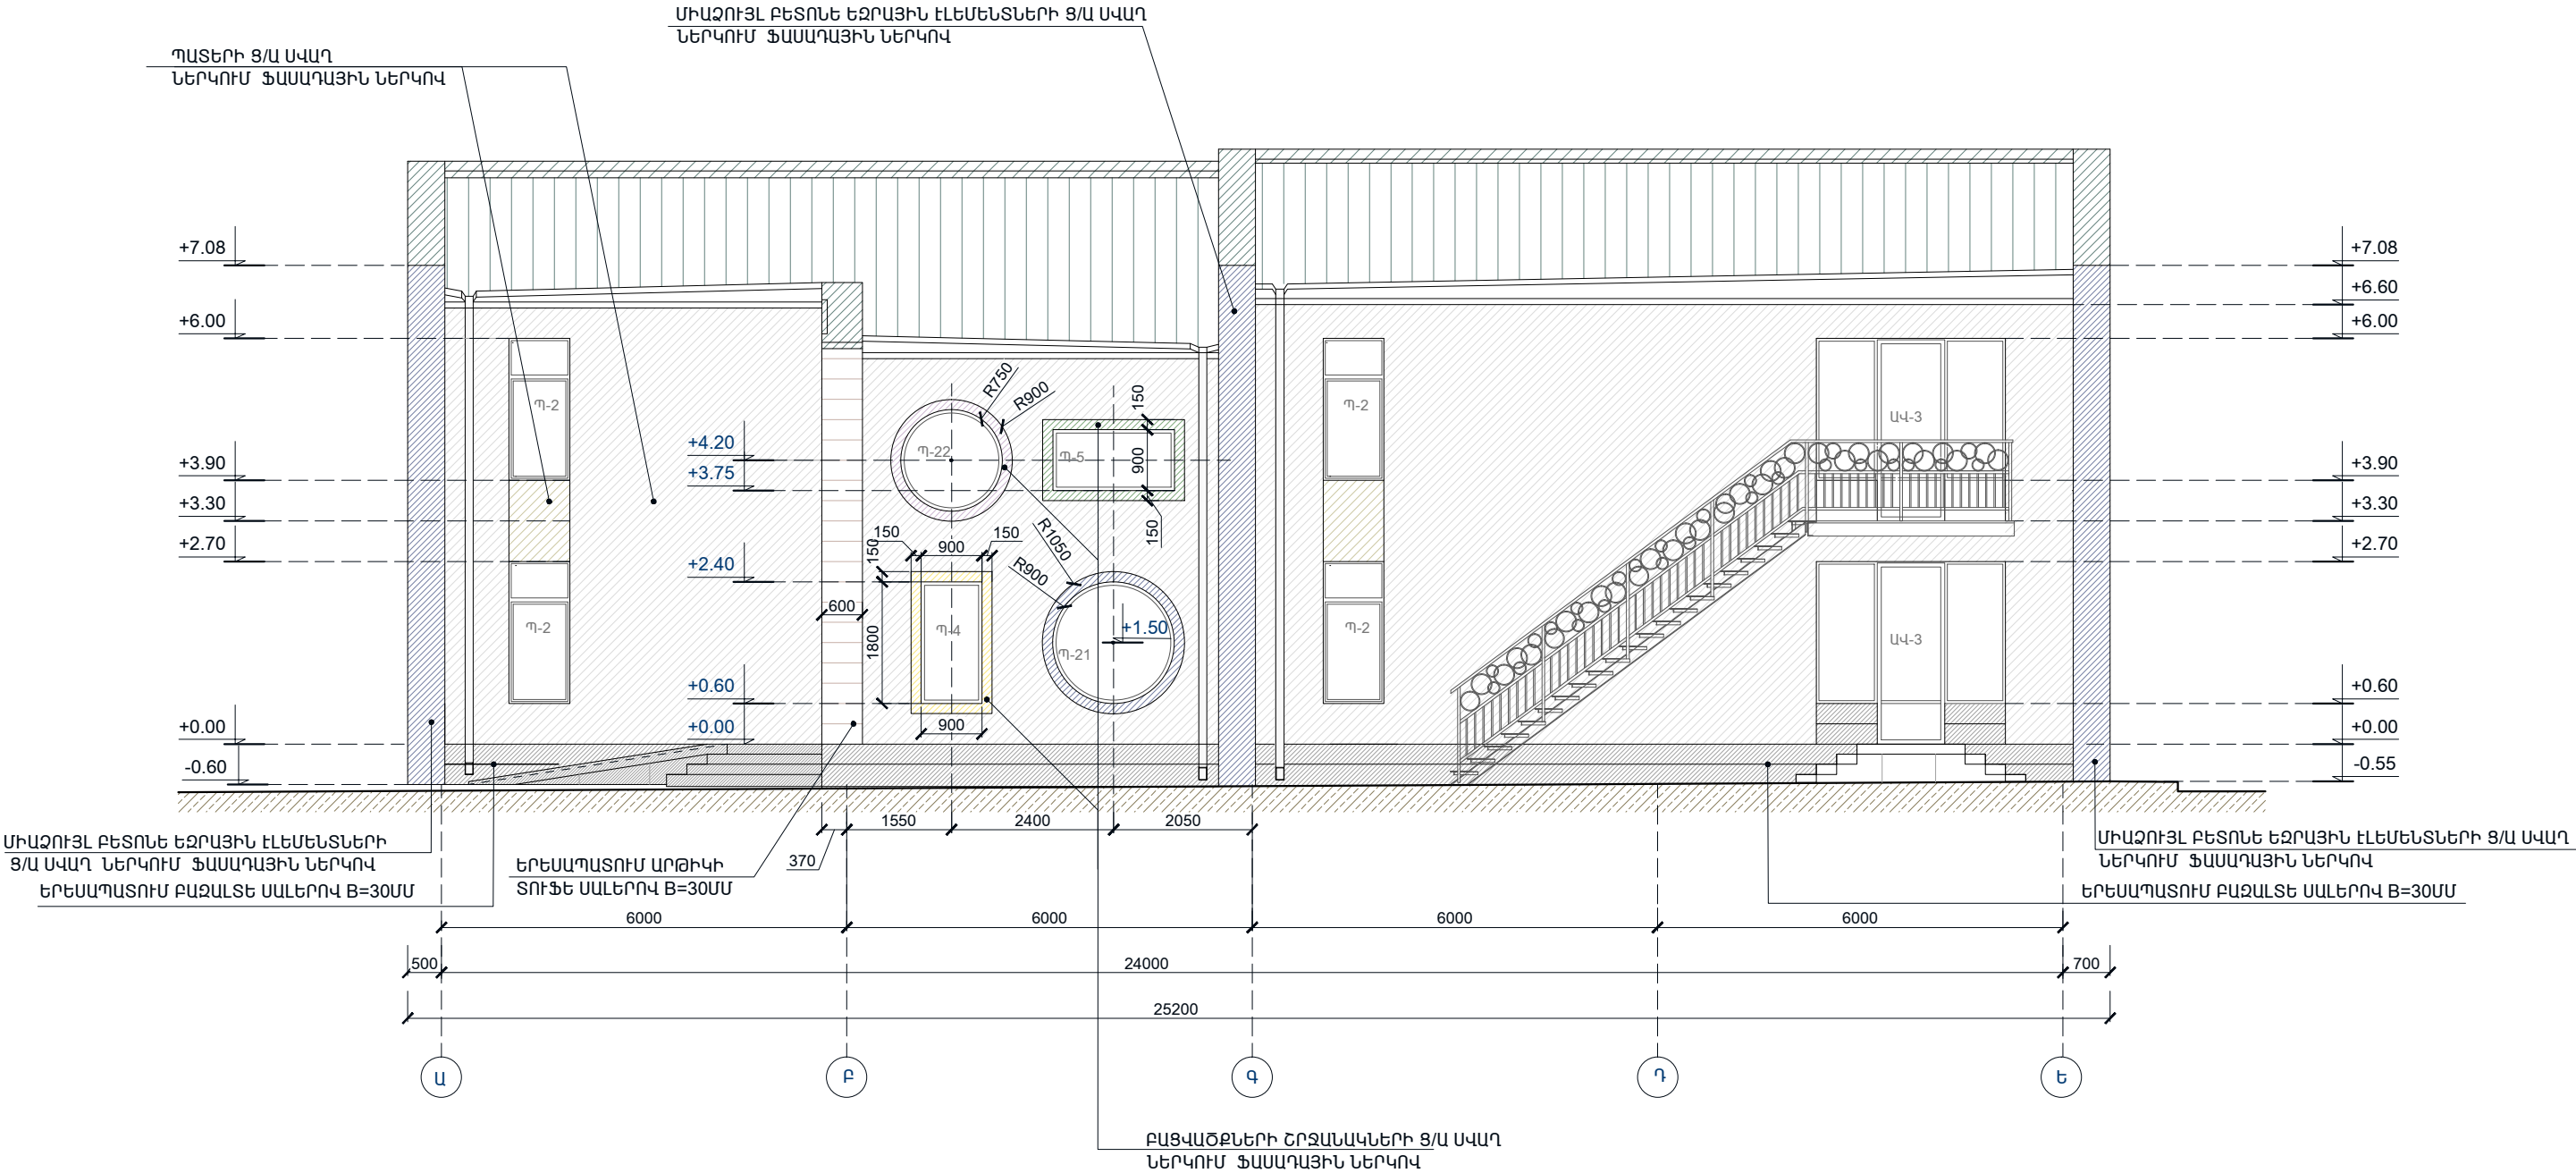 ՄԻԱՁՈՒՅԼ ԲԵՏՈՆԵ ԵԶՐԱՅԻՆ ԷԼԵՄԵՆՏՆԵՐԻ Ց/Ա ՍՎԱՂ
ՆԵՐԿՈՒՄ ՖԱՍԱԴԱՅԻՆ ՆԵՐԿՈՎ
ՊԱՏԵՐԻ Ց/Ա ՍՎԱՂ
ՆԵՐԿՈՒՄ ՖԱՍԱԴԱՅԻՆ ՆԵՐԿՈՎ
+7.08
+6.00
+3.90
+3.30
+2.70
+0.00
-0.60
+7.08
+6.60
+6.00
+3.90
+3.30
+2.70
+0.60
+0.00
-0.55
+4.20
+3.75
+2.40
+0.60
+0.00
+1.50
Պ-2
Պ-2
Պ-22
Պ-5
Պ-4
Պ-21
Պ-2
Պ-2
ԱՎ-3
ԱՎ-3
R750
R900
150
900
150
R1050
R900
150
900
150
150
1800
600
900
1550
2400
2050
370
ՄԻԱՁՈՒՅԼ ԲԵՏՈՆԵ ԵԶՐԱՅԻՆ ԷԼԵՄԵՆՏՆԵՐԻ
Ց/Ա ՍՎԱՂ ՆԵՐԿՈՒՄ ՖԱՍԱԴԱՅԻՆ ՆԵՐԿՈՎ
ԵՐԵՍԱՊԱՏՈՒՄ ԲԱԶԱԼՏԵ ՍԱԼԵՐՈՎ B=30ՄՄ
ԵՐԵՍԱՊԱՏՈՒՄ ԱՐԹԻԿԻ
ՏՈՒՖԵ ՍԱԼԵՐՈՎ B=30ՄՄ
ՄԻԱՁՈՒՅԼ ԲԵՏՈՆԵ ԵԶՐԱՅԻՆ ԷԼԵՄԵՆՏՆԵՐԻ Ց/Ա ՍՎԱՂ
ՆԵՐԿՈՒՄ ՖԱՍԱԴԱՅԻՆ ՆԵՐԿՈՎ
ԵՐԵՍԱՊԱՏՈՒՄ ԲԱԶԱԼՏԵ ՍԱԼԵՐՈՎ B=30ՄՄ
6000
6000
6000
6000
500
24000
700
25200
Ա
Բ
Գ
Դ
Ե
ԲԱՑՎԱԾՔՆԵՐԻ ՇՐՋԱՆԱԿՆԵՐԻ Ց/Ա ՍՎԱՂ
ՆԵՐԿՈՒՄ ՖԱՍԱԴԱՅԻՆ ՆԵՐԿՈՎ